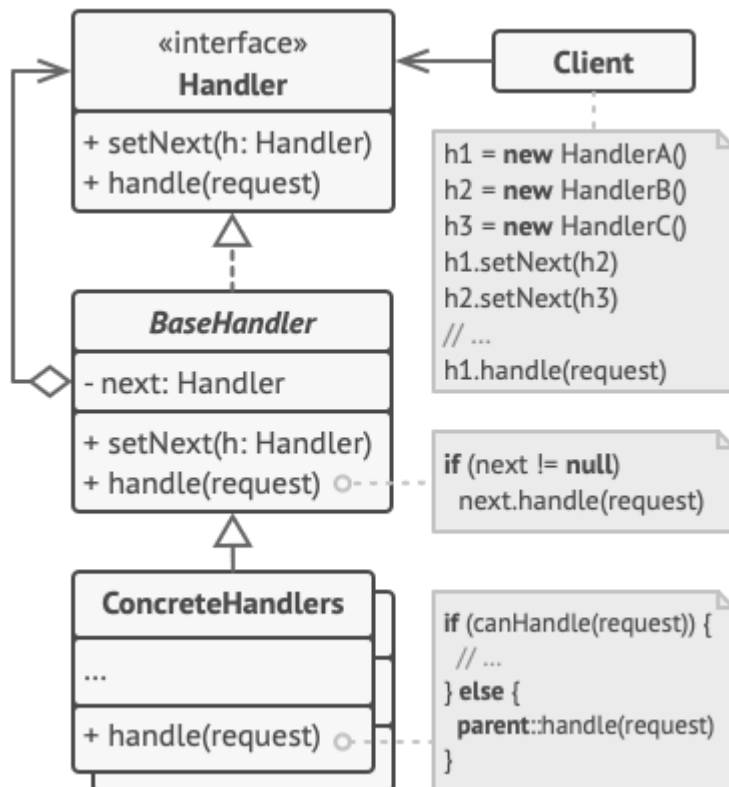 «interface»
Handler
+ setNext(h: Handler)
+ handle(request)
Client
h1 = new HandlerA()
h2 = new HandlerB()
h3 = new HandlerC()
h1.setNext(h2)
h2.setNext(h3)
// ...
h1.handle(request)
BaseHandler
- next: Handler
+ setNext(h: Handler)
+ handle(request)
if (next != null)
next.handle(request)
ConcreteHandlers
...
+ handle(request)
if (canHandle(request)) {
// ...
} else {
parent::handle(request)
}